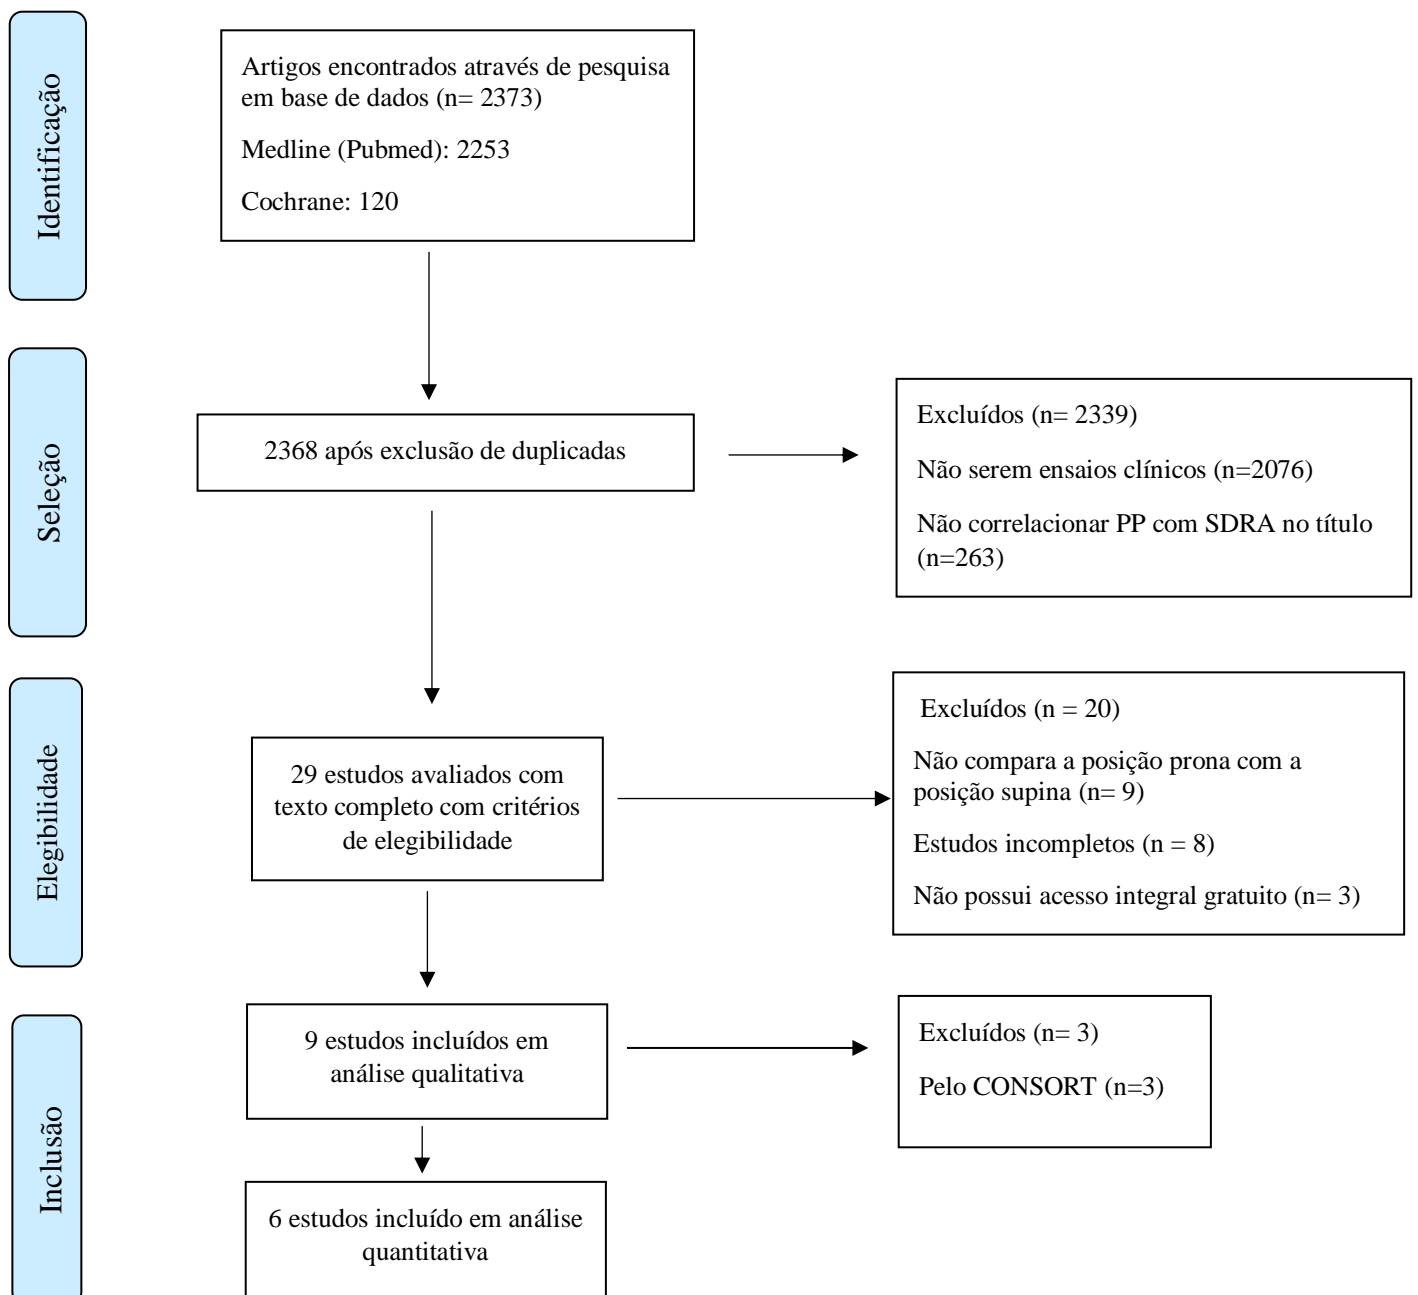 Identificação
Artigos encontrados através de pesquisa
em base de dados (n= 2373)
Medline (Pubmed): 2253
Cochrane: 120
Seleção
2368 após exclusão de duplicadas
Excluídos (n= 2339)
Não serem ensaios clínicos (n=2076)
Não correlacionar PP com SDRA no título
(n=263)
Elegibilidade
29 estudos avaliados com
texto completo com critérios
de elegibilidade
Excluídos (n = 20)
Não compara a posição prona com a
posição supina (n= 9)
Estudos incompletos (n = 8)
Não possui acesso integral gratuito (n= 3)
Inclusão
9 estudos incluídos em
análise qualitativa
Excluídos (n= 3)
Pelo CONSORT (n=3)
6 estudos incluído em análise
quantitativa